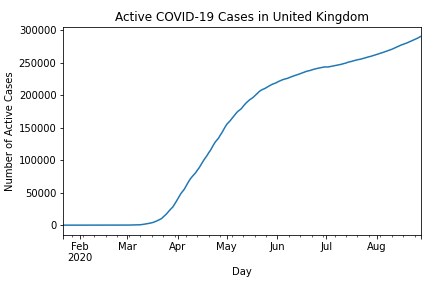 Active COVID-19 Cases in United Kingdom
300000
250000
200000
150000
100000
50000
0
Number of Active Cases
Feb Mar Apr May Jun Jul Aug
2020
Day